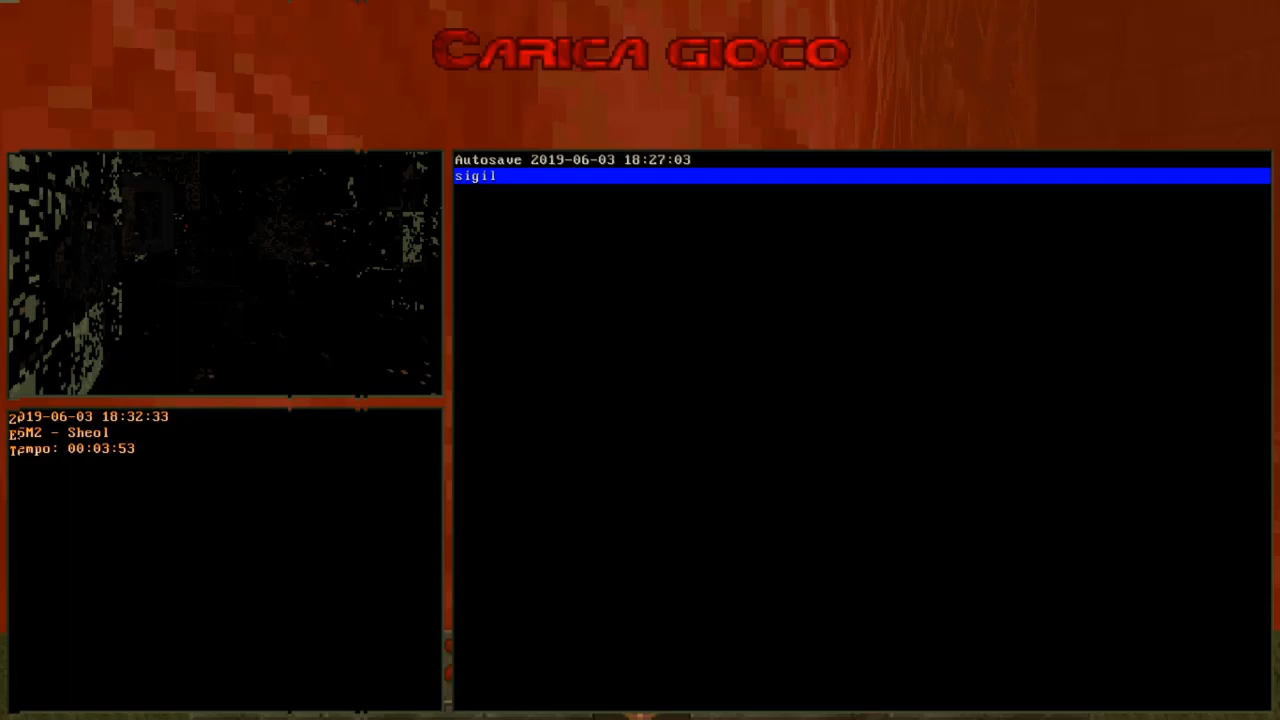 Carica gioco
Autosave 2019-06-03 18:27:03
sigil
2019-06-03 18:32:33
E5M2 - Sheol
Tempo: 00:03:53